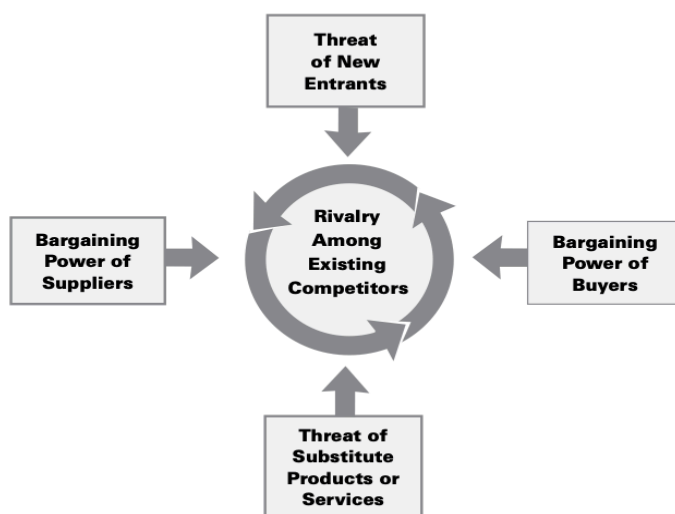 Threat
of New
Entrants
Bargaining
Power of
Suppliers
Rivalry
Among
Existing
Competitors
Bargaining
Power of
Buyers
Threat of
Substitute
Products or
Services